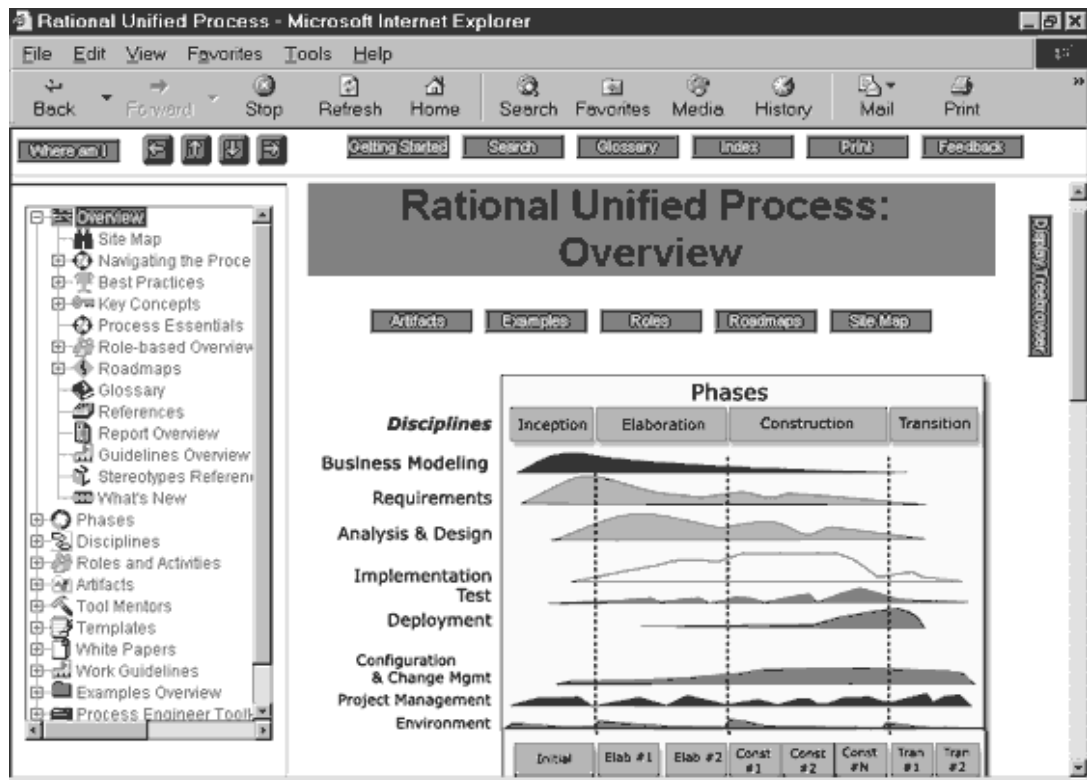 Rational Unified Process - Microsoft Internet Explorer
File Edit View Favorites Tools Help
Back Forward Stop Refresh Home Search Favorites Media History Mail Print
Where am I Getting Started Search Glossary Index Print Feedback
Overview
Site Map
Navigating the Proce
Best Practices
Key Concepts
Process Essentials
Role-based Overview
Roadmaps
Glossary
References
Report Overview
Guidelines Overview
Stereotypes Referen
What's New
Phases
Disciplines
Roles and Activities
Artifacts
Tool Mentors
Templates
White Papers
Work Guidelines
Examples Overview
Process Engineer Toolk
Rational Unified Process:
Overview
Display Treebrowser
Artifacts Examples Roles Roadmaps Site Map
Phases
Disciplines Inception Elaboration Construction Transition
Business Modeling
Requirements
Analysis & Design
Implementation
Test
Deployment
Configuration
& Change Mgmt
Project Management
Environment
Initial Elab #1 Elab #2 Const #1 Const #2 Const #N Tran #1 Tran #2